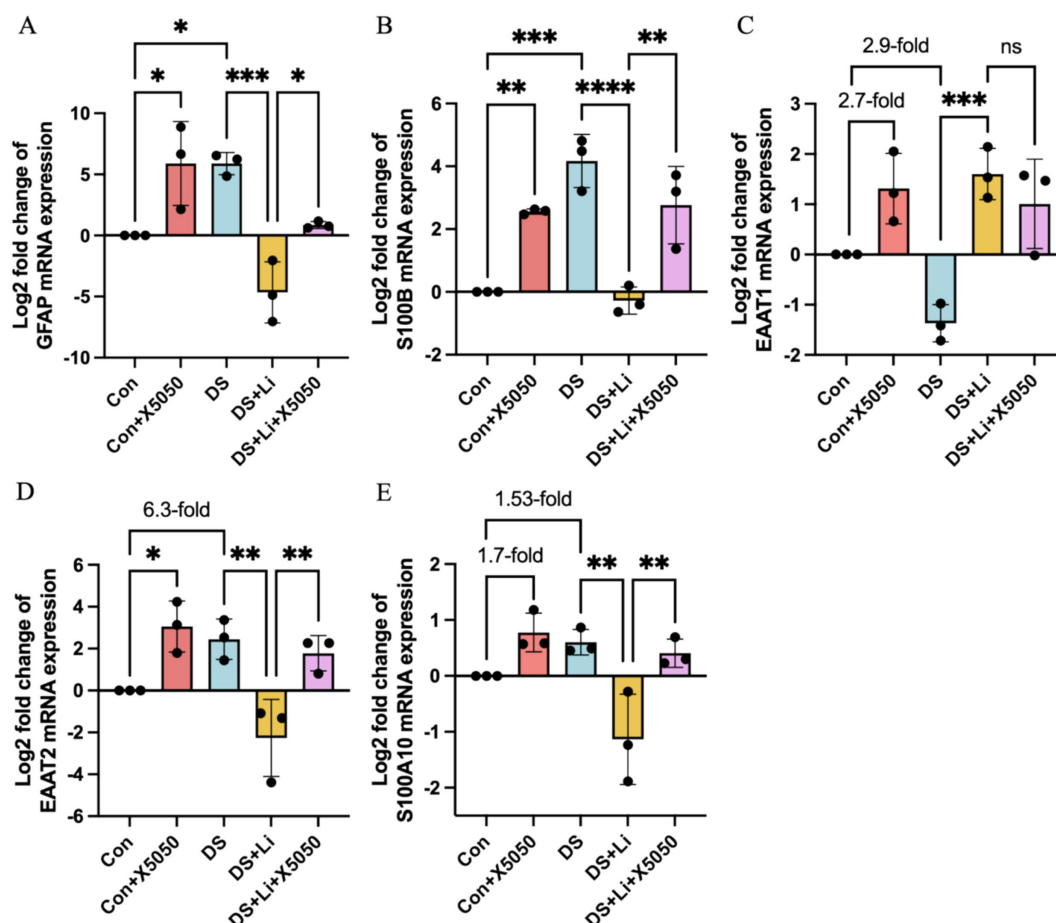 A
*
*
***
*
Log2 fold change of
GFAP mRNA expression
10
5
0
-5
-10
Con
Con+X5050
DS
DS+Li
DS+Li+X5050
B
***
**
**
****
Log2 fold change of
S100B mRNA expression
6
4
2
0
-2
Con
Con+X5050
DS
DS+Li
DS+Li+X5050
C
2.9-fold
ns
2.7-fold
***
Log2 fold change of
EAAT1 mRNA expression
3
2
1
0
-1
-2
Con
Con+X5050
DS
DS+Li
DS+Li+X5050
D
6.3-fold
*
**
**
Log2 fold change of
EAAT2 mRNA expression
6
4
2
0
-2
-4
-6
Con
Con+X5050
DS
DS+Li
DS+Li+X5050
E
1.53-fold
1.7-fold
**
**
Log2 fold change of
S100A10 mRNA expression
2
1
0
-1
-2
Con
Con+X5050
DS
DS+Li
DS+Li+X5050